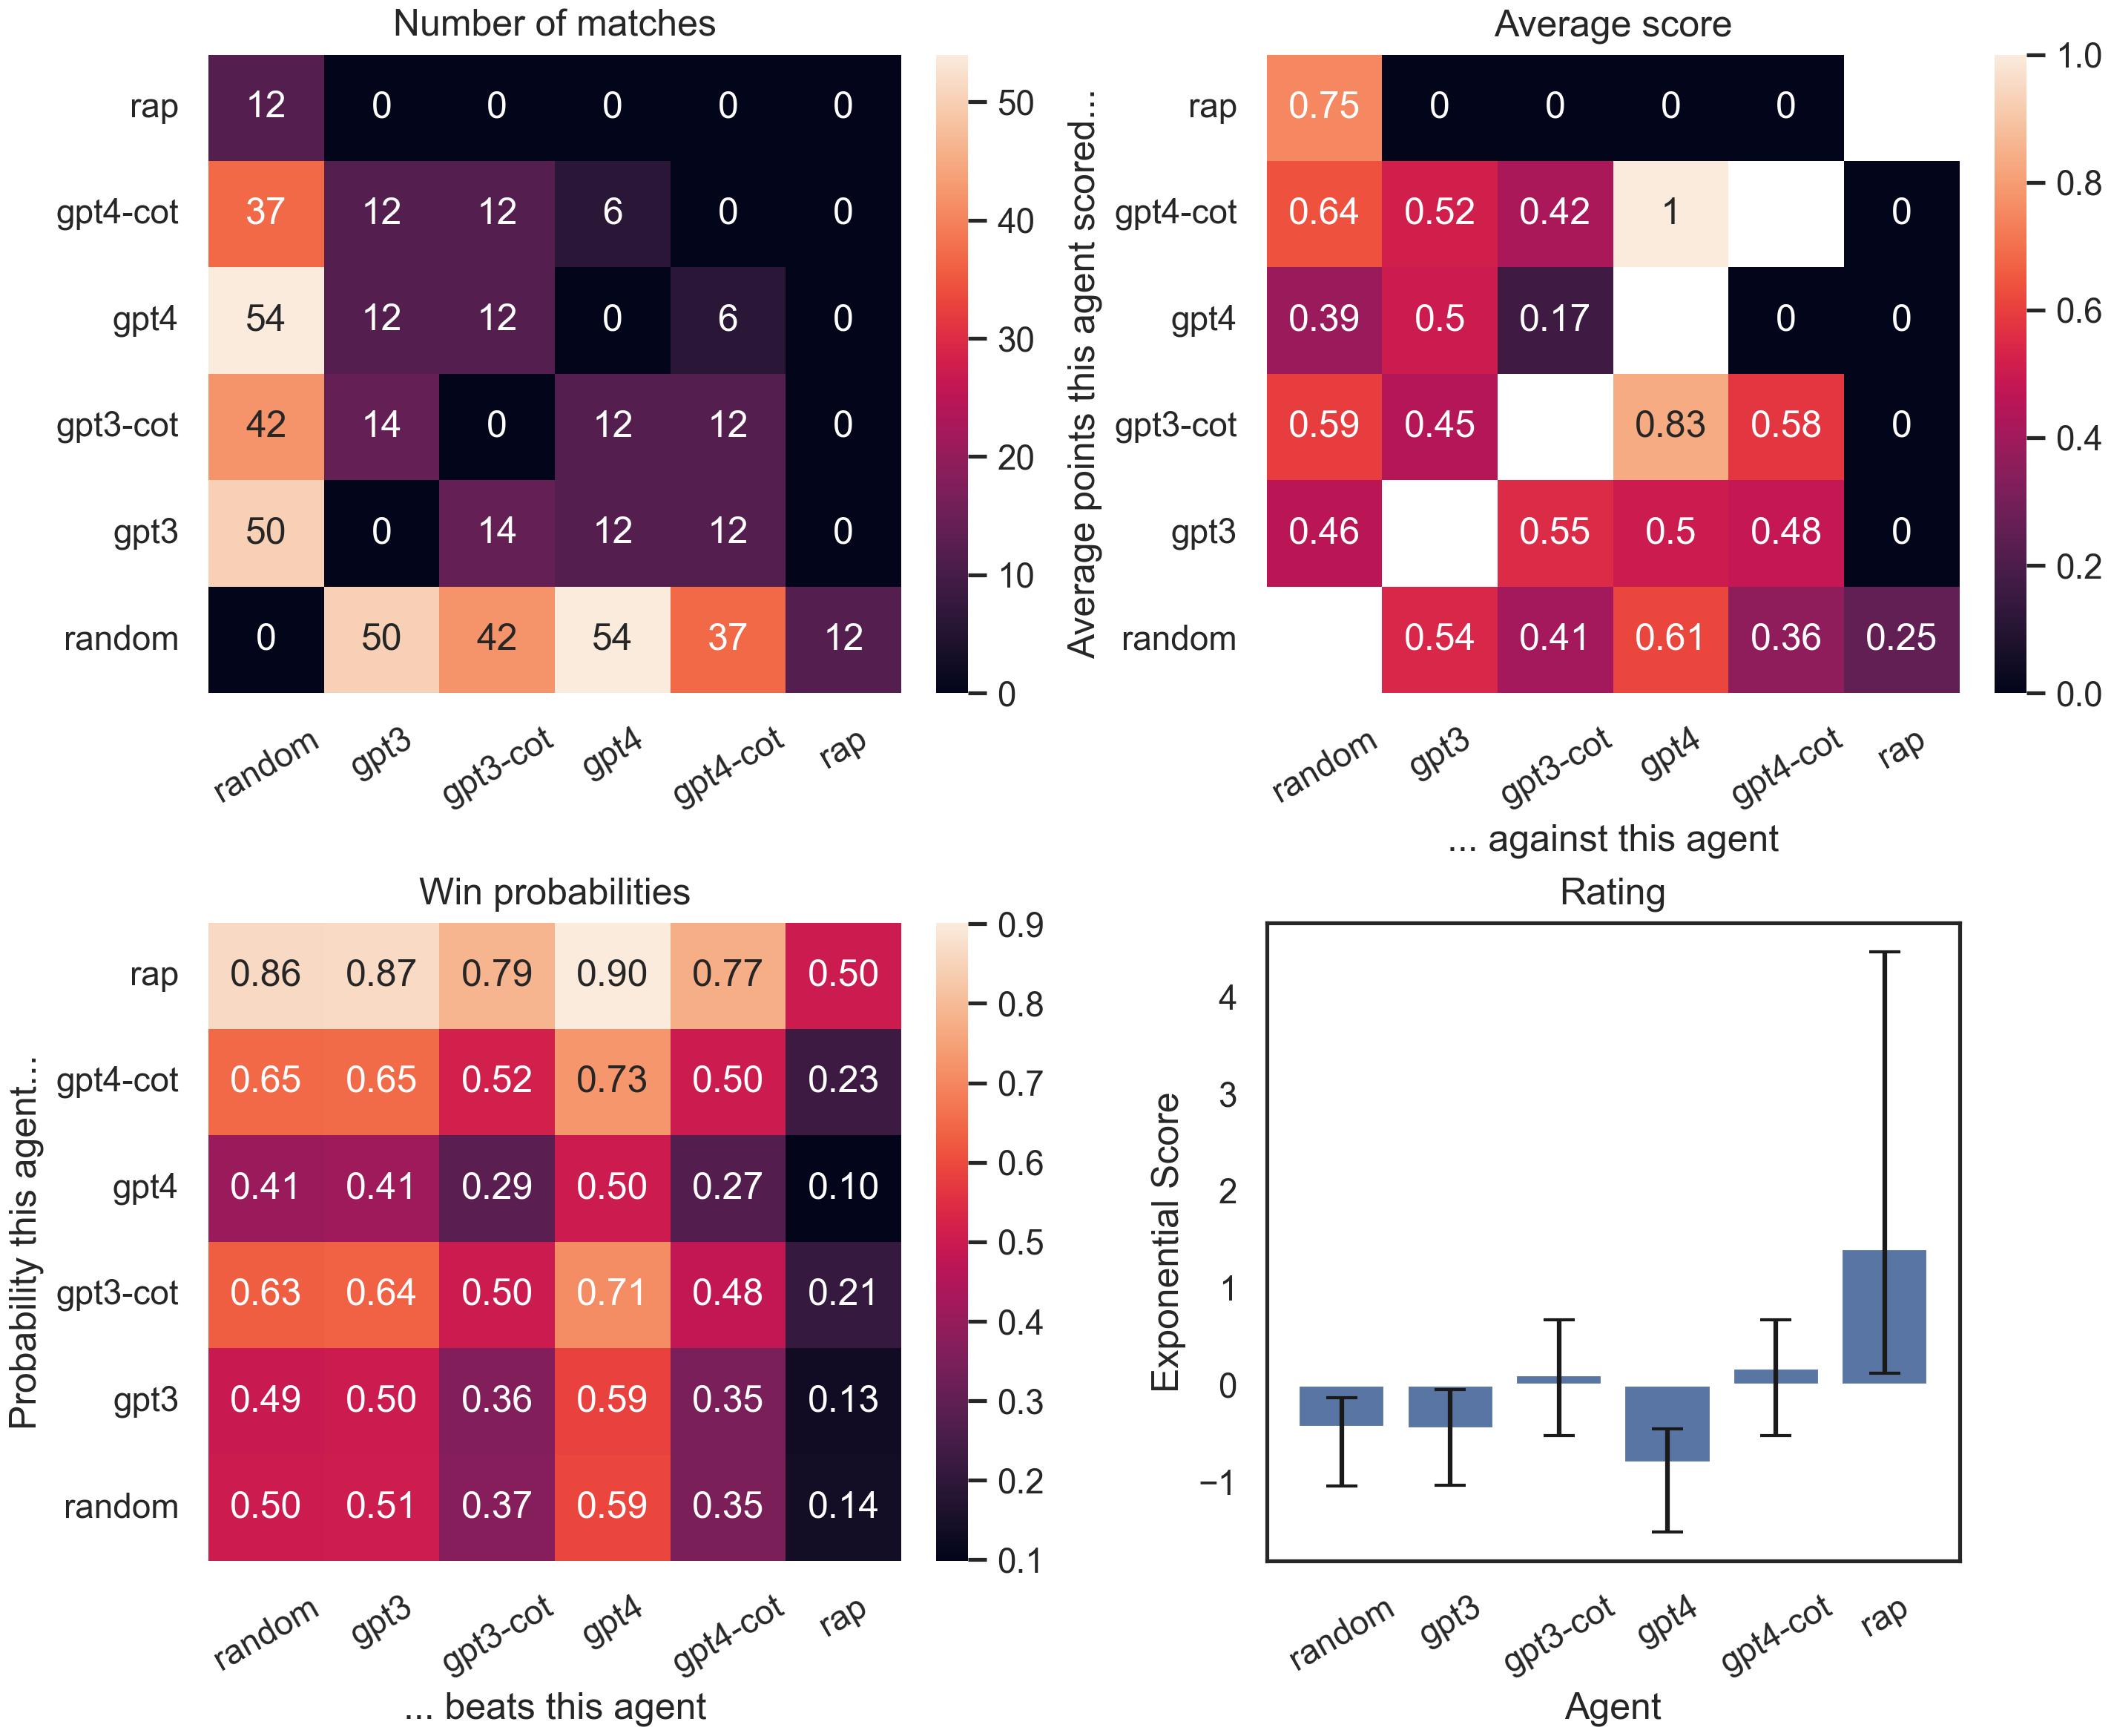 Number of matches
rap 12 0 0 0 0 0
gpt4-cot 37 12 12 6 0 0
gpt4 54 12 12 0 6 0
gpt3-cot 42 14 0 12 12 0
gpt3 50 0 14 12 12 0
random 0 50 42 54 37 12
random gpt3 gpt3-cot gpt4 gpt4-cot rap
50
40
30
20
10
0
Average score
Average points this agent scored...
rap 0.75 0 0 0 0
gpt4-cot 0.64 0.52 0.42 1 0
gpt4 0.39 0.5 0.17 0 0
gpt3-cot 0.59 0.45 0.83 0.58 0
gpt3 0.46 0.55 0.5 0.48 0
random 0.54 0.41 0.61 0.36 0.25
random gpt3 gpt3-cot gpt4 gpt4-cot rap
... against this agent
1.0
0.8
0.6
0.4
0.2
0.0
Win probabilities
Probability this agent...
rap 0.86 0.87 0.79 0.90 0.77 0.50
gpt4-cot 0.65 0.65 0.52 0.73 0.50 0.23
gpt4 0.41 0.41 0.29 0.50 0.27 0.10
gpt3-cot 0.63 0.64 0.50 0.71 0.48 0.21
gpt3 0.49 0.50 0.36 0.59 0.35 0.13
random 0.50 0.51 0.37 0.59 0.35 0.14
random gpt3 gpt3-cot gpt4 gpt4-cot rap
... beats this agent
0.9
0.8
0.7
0.6
0.5
0.4
0.3
0.2
0.1
Rating
Exponential Score
4
3
2
1
0
−1
random gpt3 gpt3-cot gpt4 gpt4-cot rap
Agent